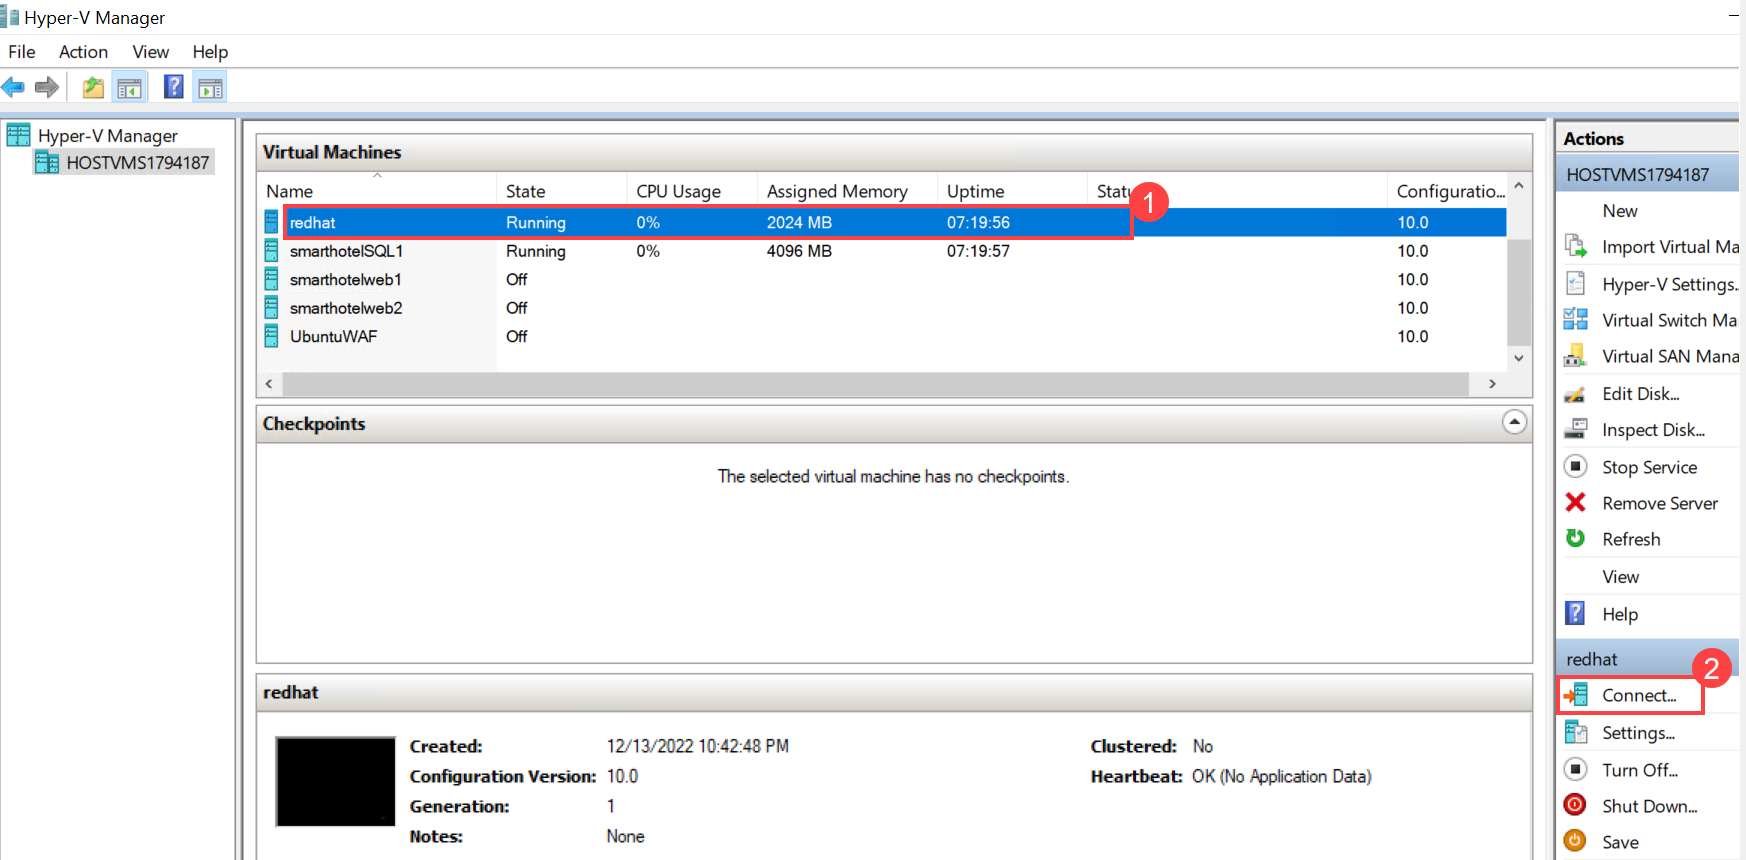 Hyper-V Manager
File Action View Help
Hyper-V Manager
HOSTVMS1794187
Virtual Machines
Name State CPU Usage Assigned Memory Uptime Statu Configuratio...
redhat Running 0% 2024 MB 07:19:56 10.0
1
smarthotelSQL1 Running 0% 4096 MB 07:19:57 10.0
smarthotelweb1 Off 10.0
smarthotelweb2 Off 10.0
UbuntuWAF Off 10.0
Checkpoints
The selected virtual machine has no checkpoints.
redhat
Created: 12/13/2022 10:42:48 PM Clustered: No
Configuration Version: 10.0 Heartbeat: OK (No Application Data)
Generation: 1
Notes: None
Actions
HOSTVMS1794187
New
Import Virtual Ma
Hyper-V Settings..
Virtual Switch Ma
Virtual SAN Mana
Edit Disk...
Inspect Disk...
Stop Service
Remove Server
Refresh
View
? Help
redhat
2
Connect...
Settings...
Turn Off...
Shut Down...
Save